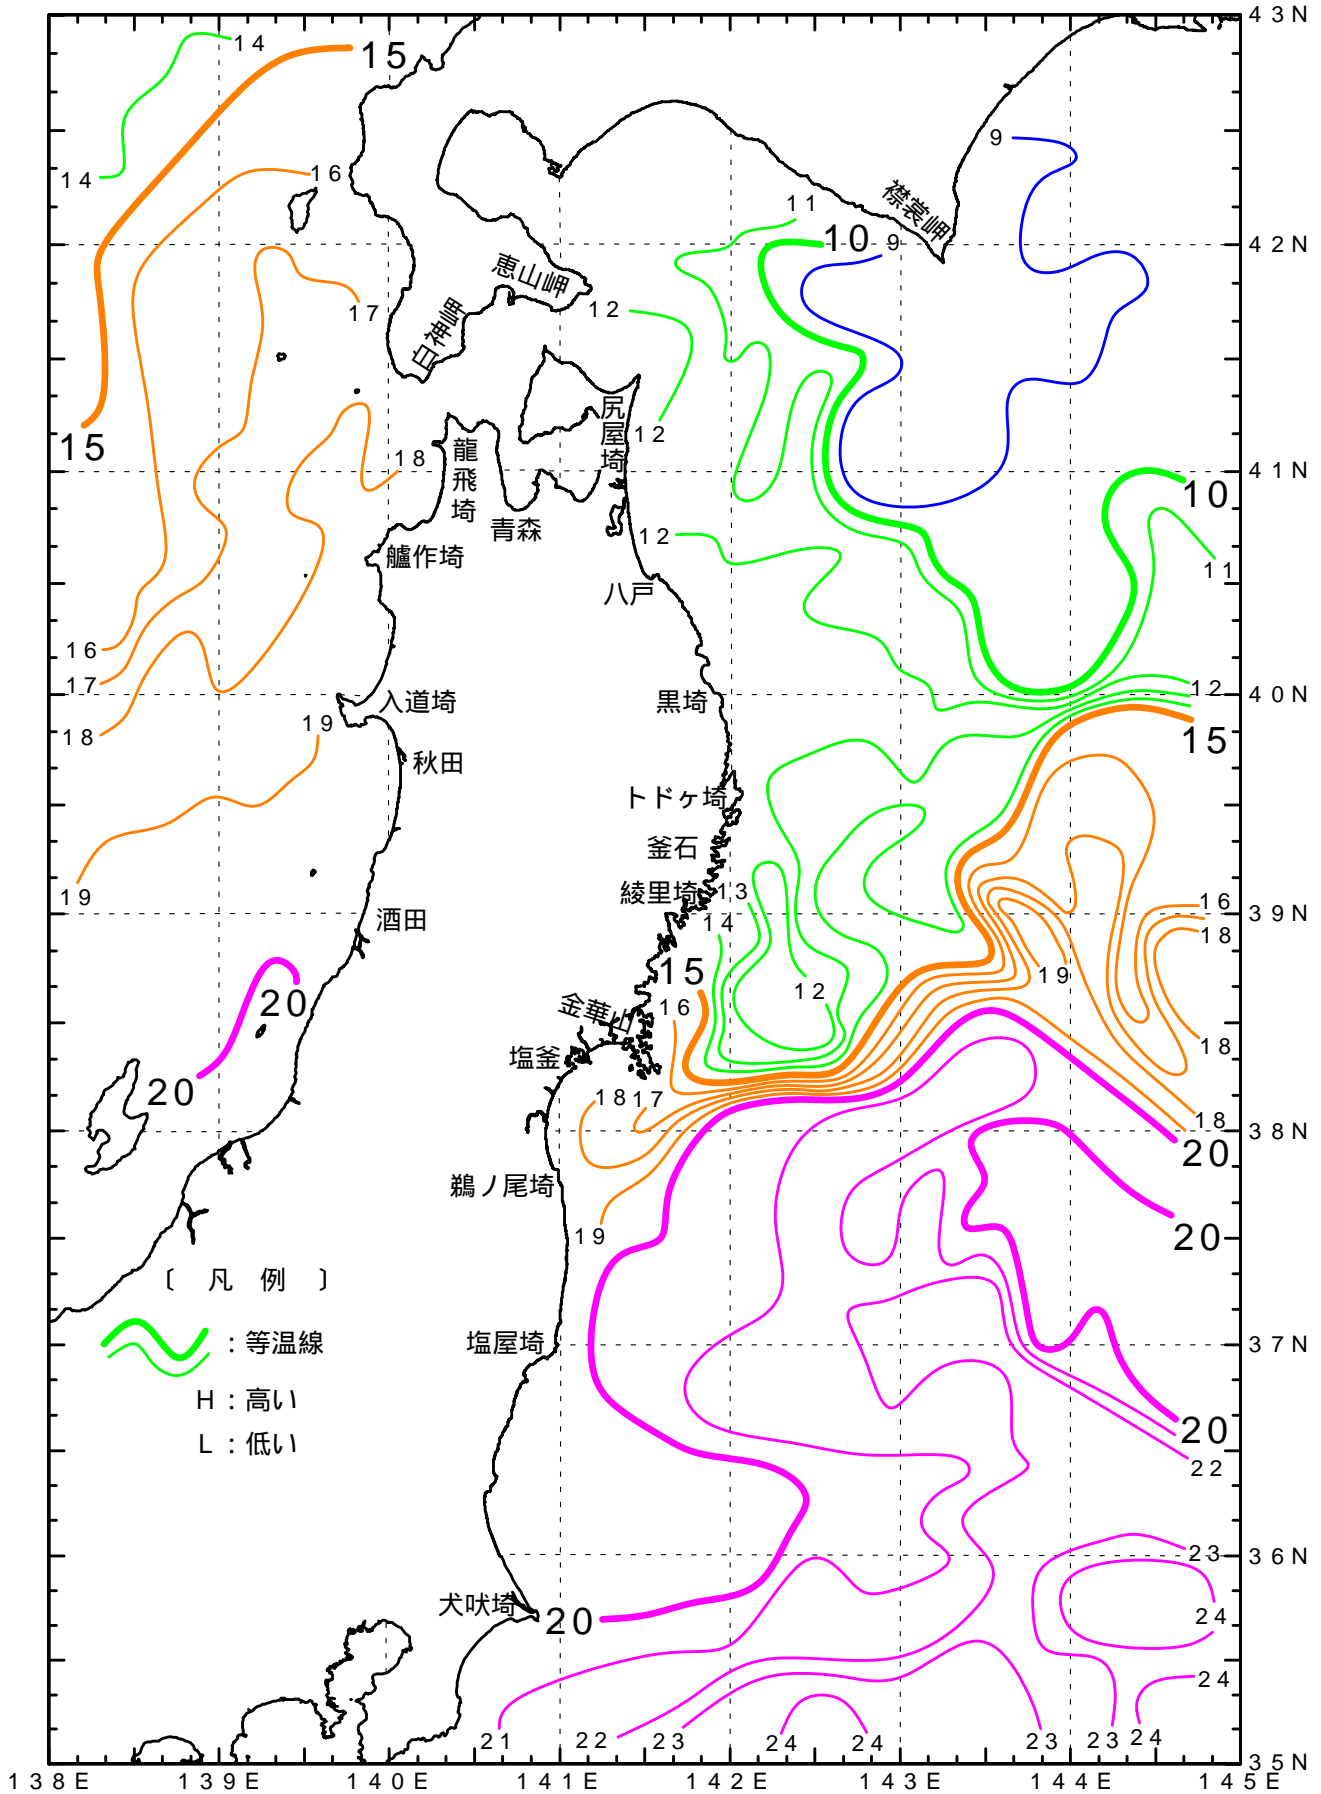 43N
14
15
9
14
16
襟裳岬
11
10
9
42N
恵山岬
17
12
白神岬
尻屋埼
12
15
龍飛埼
18
41N
10
青森
12
艫作埼
11
八戸
16
17
12
40N
入道埼
黒埼
18
19
15
秋田
トドヶ埼
釜石
綾里埼
13
19
16
39N
酒田
14
18
15
19
20
12
金華山
16
18
塩釜
20
18
17
18
38N
20
鵜ノ尾埼
19
20
〔 凡 例 〕
:等温線
塩屋埼
37N
H:高い
20
L:低い
22
23
36N
犬吠埼
20
24
24
21
22
23
24
24
23
23
24
35N
138E
139E
140E
141E
142E
143E
144E
145E